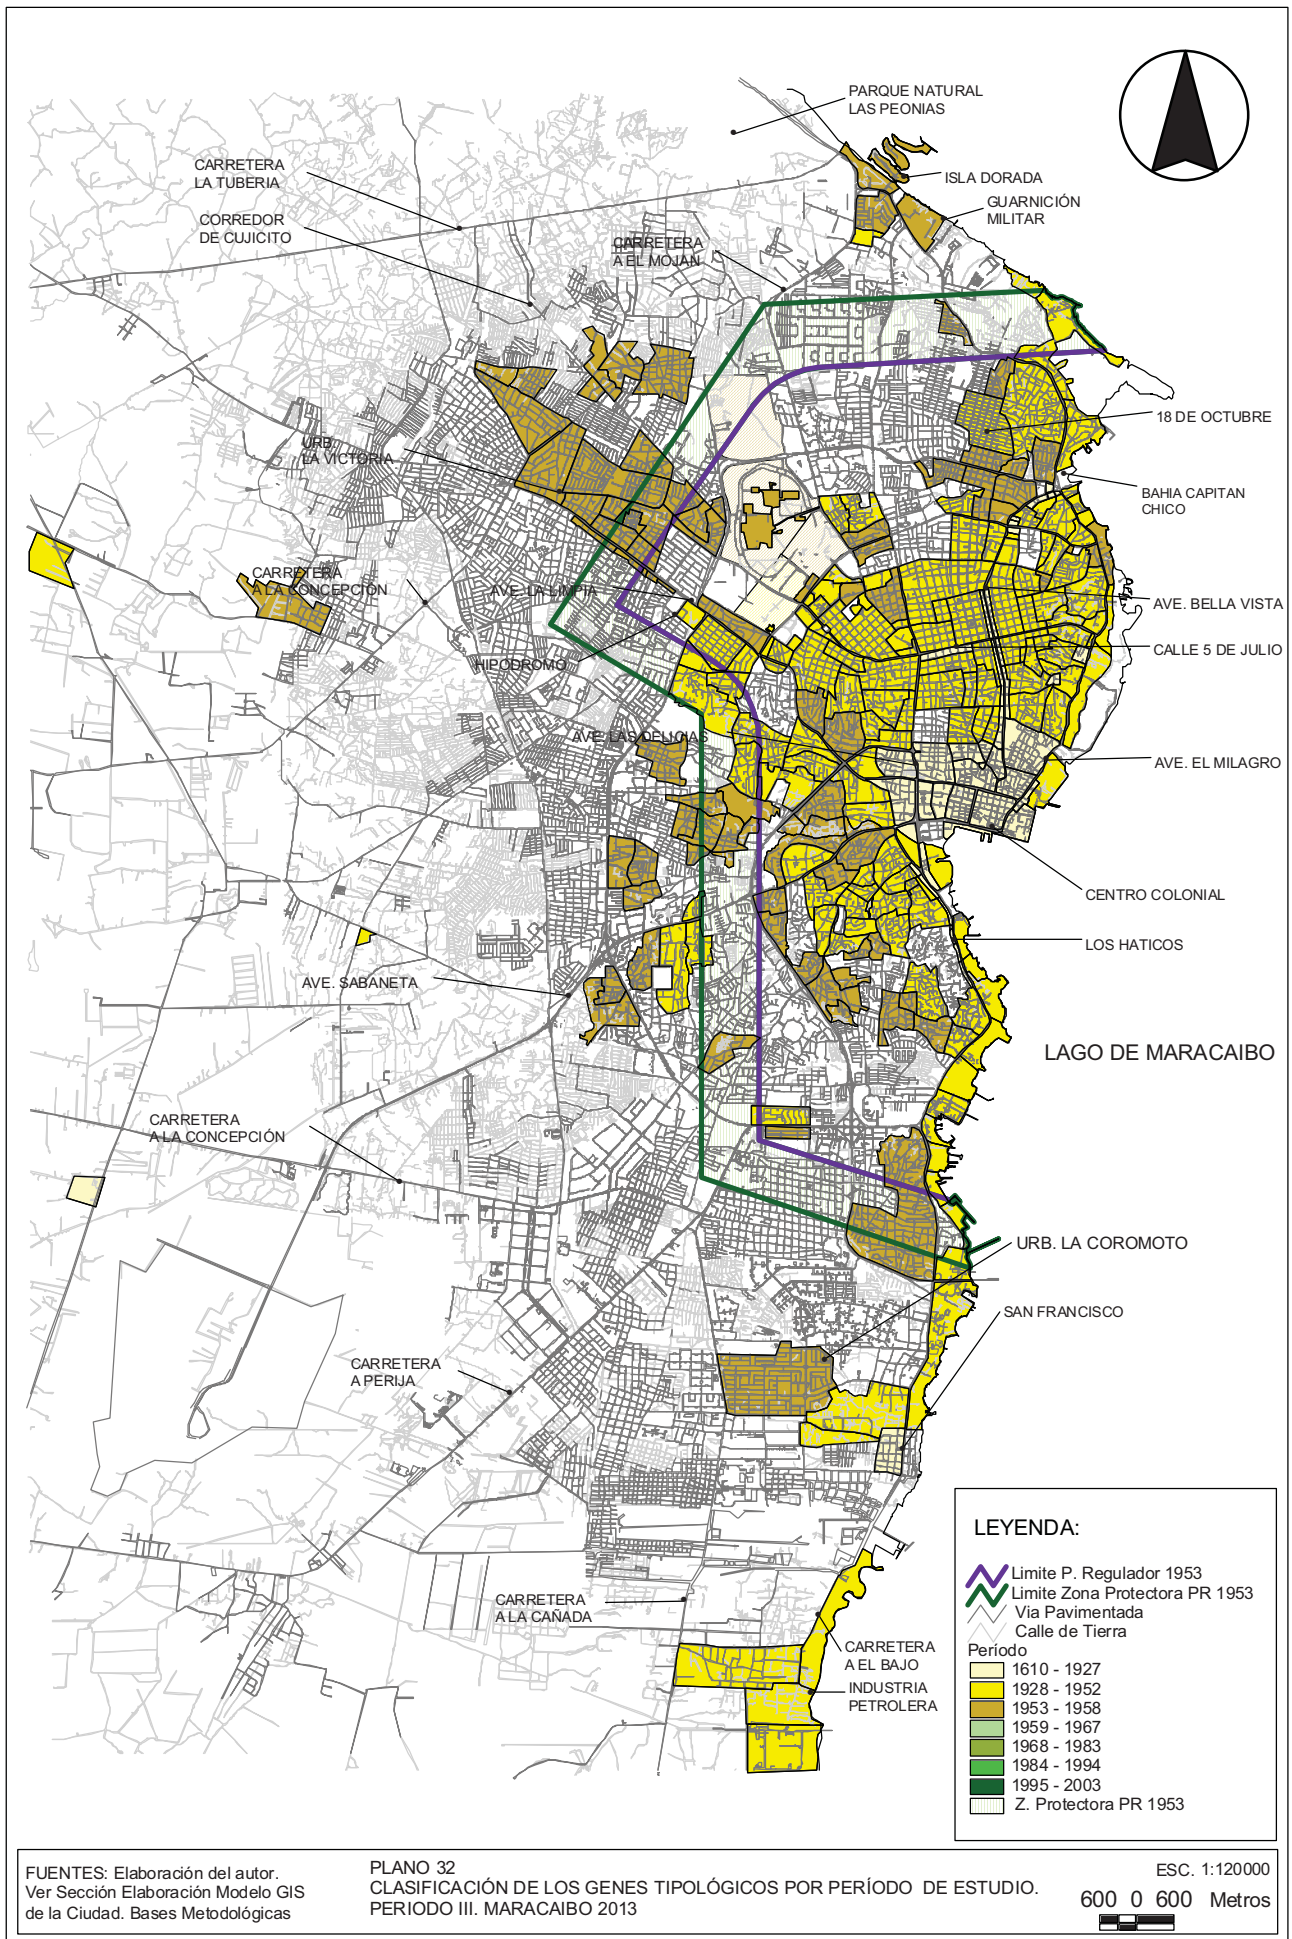 PARQUE NATURAL
LAS PEONIAS
CARRETERA
LA TUBERIA
ISLA DORADA
CORREDOR
DE CUJICITO
GUARNICIÓN
MILITAR
CARRETERA
A EL MOJAN
18 DE OCTUBRE
URB.
LA VICTORIA
BAHIA CAPITAN
CHICO
CARRETERA
A LA CONCEPCIÓN
AVE. LA LIMPIA
AVE. BELLA VISTA
CALLE 5 DE JULIO
HIPODROMO
AVE. LAS DELICIAS
AVE. EL MILAGRO
CENTRO COLONIAL
LOS HATICOS
AVE. SABANETA
LAGO DE MARACAIBO
CARRETERA
A LA CONCEPCIÓN
URB. LA COROMOTO
SAN FRANCISCO
CARRETERA
A PERIJA
CARRETERA
A LA CAÑADA
CARRETERA
A EL BAJO
INDUSTRIA
PETROLERA
LEYENDA:
Limite P. Regulador 1953
Limite Zona Protectora PR 1953
Via Pavimentada
Calle de Tierra
Período
1610 - 1927
1928 - 1952
1953 - 1958
1959 - 1967
1968 - 1983
1984 - 1994
1995 - 2003
Z. Protectora PR 1953
FUENTES: Elaboración del autor.
Ver Sección Elaboración Modelo GIS
de la Ciudad. Bases Metodológicas
PLANO 32
CLASIFICACIÓN DE LOS GENES TIPOLÓGICOS POR PERÍODO DE ESTUDIO.
PERIODO III. MARACAIBO 2013
ESC. 1:120000
600 0 600 Metros